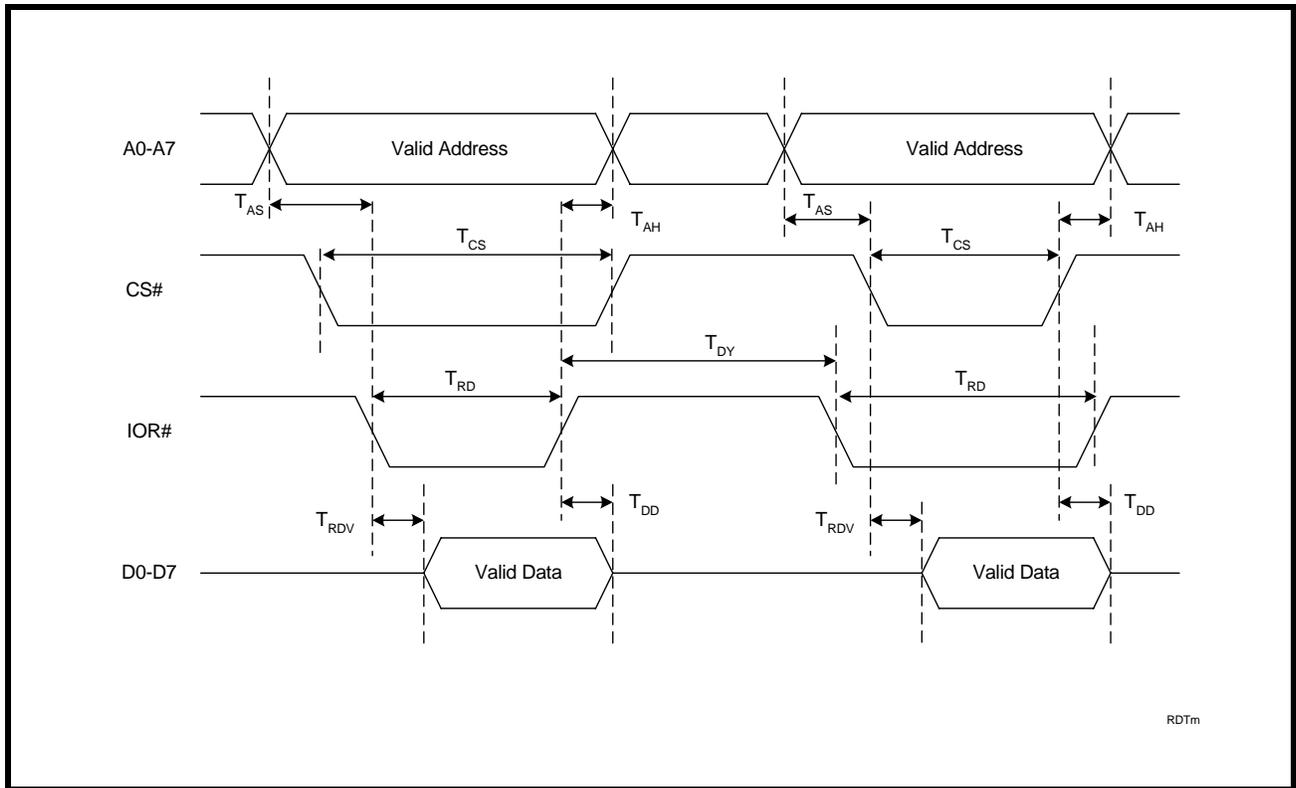 A0-A7
Valid Address
Valid Address
TAS
TAH
TAS
TAH
TCS
TCS
CS#
TDY
TRD
TRD
IOR#
TRDV
TDD
TRDV
TDD
D0-D7
Valid Data
Valid Data
RDTm